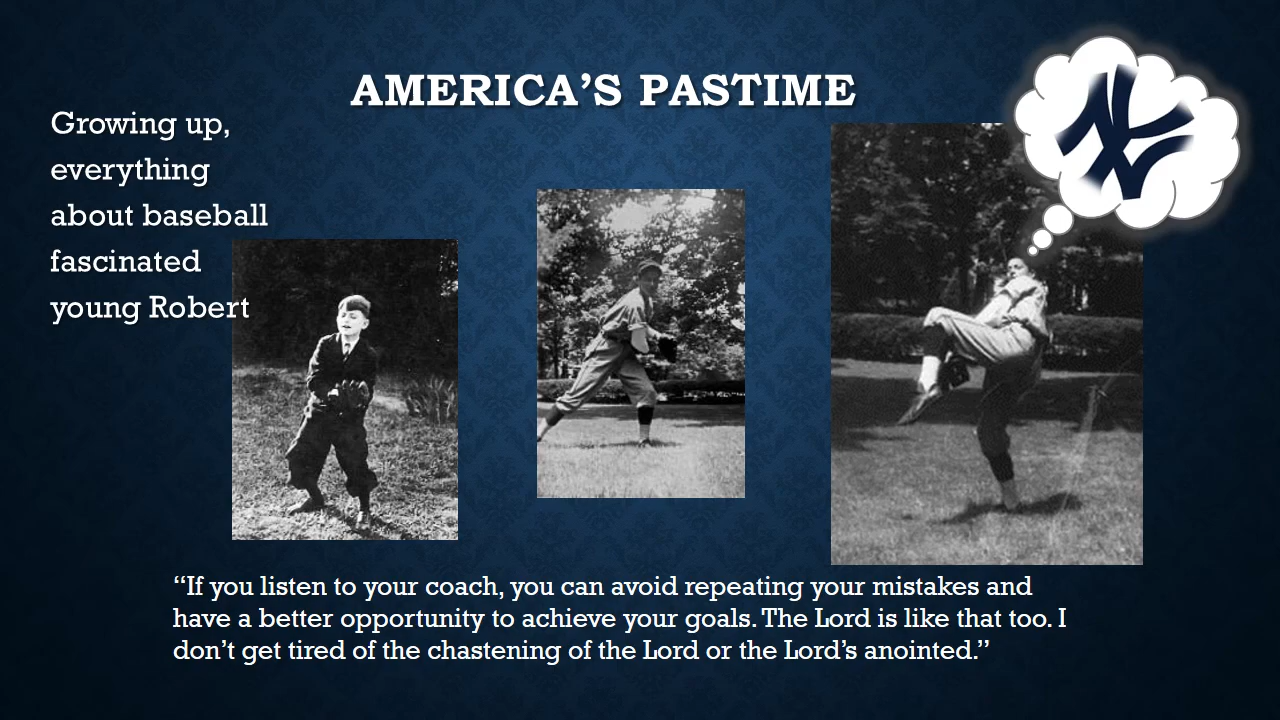 AMERICA'S PASTIME
Growing up,
everything
about baseball
fascinated
young Robert
NY
“If you listen to your coach, you can avoid repeating your mistakes and
have a better opportunity to achieve your goals. The Lord is like that too. I
don’t get tired of the chastening of the Lord or the Lord’s anointed.”